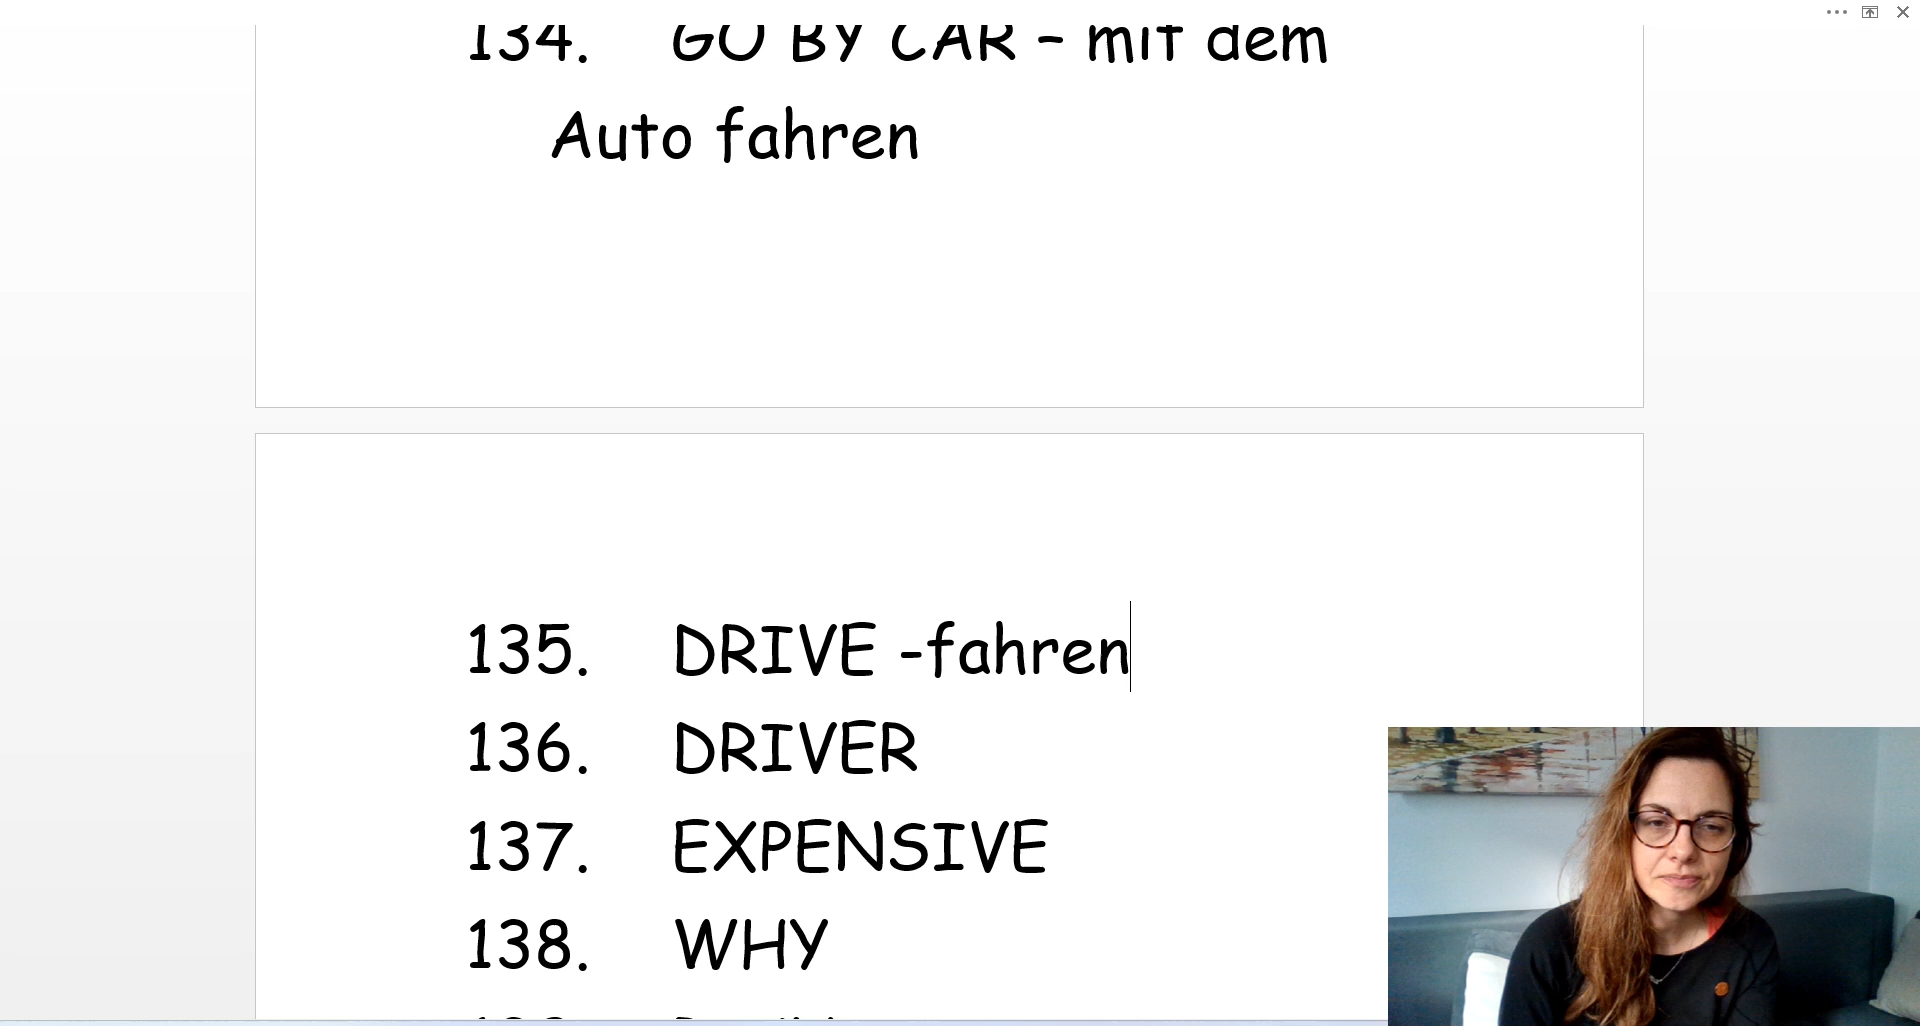 134. GO BY CAR – mit dem
Auto fahren
135. DRIVE -fahren
136. DRIVER
137. EXPENSIVE
138. WHY